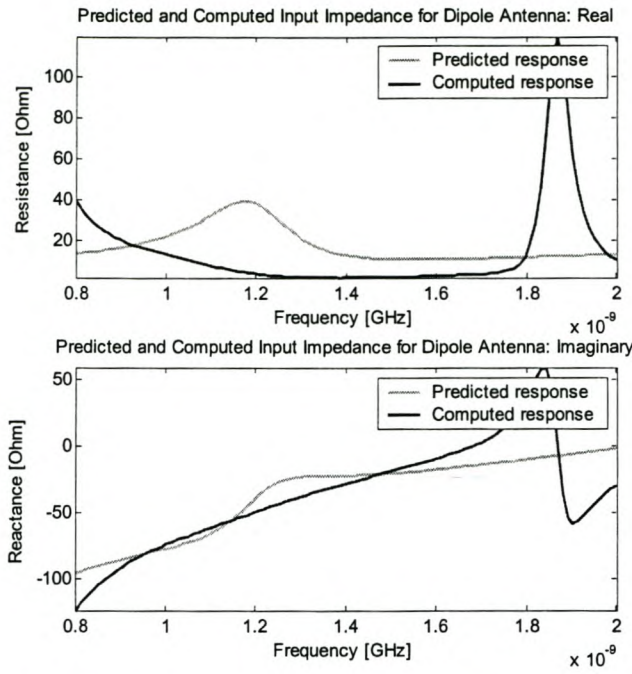 Predicted and Computed Input Impedance for Dipole Antenna: Real
Predicted response
Computed response
Resistance [Ohm]
100
80
60
40
20
0.8
1
1.2
1.4
1.6
1.8
2
Frequency [GHz]
x 10-9
Predicted and Computed Input Impedance for Dipole Antenna: Imaginary
Predicted response
Computed response
Reactance [Ohm]
50
0
-50
-100
0.8
1
1.2
1.4
1.6
1.8
2
Frequency [GHz]
x 10-9